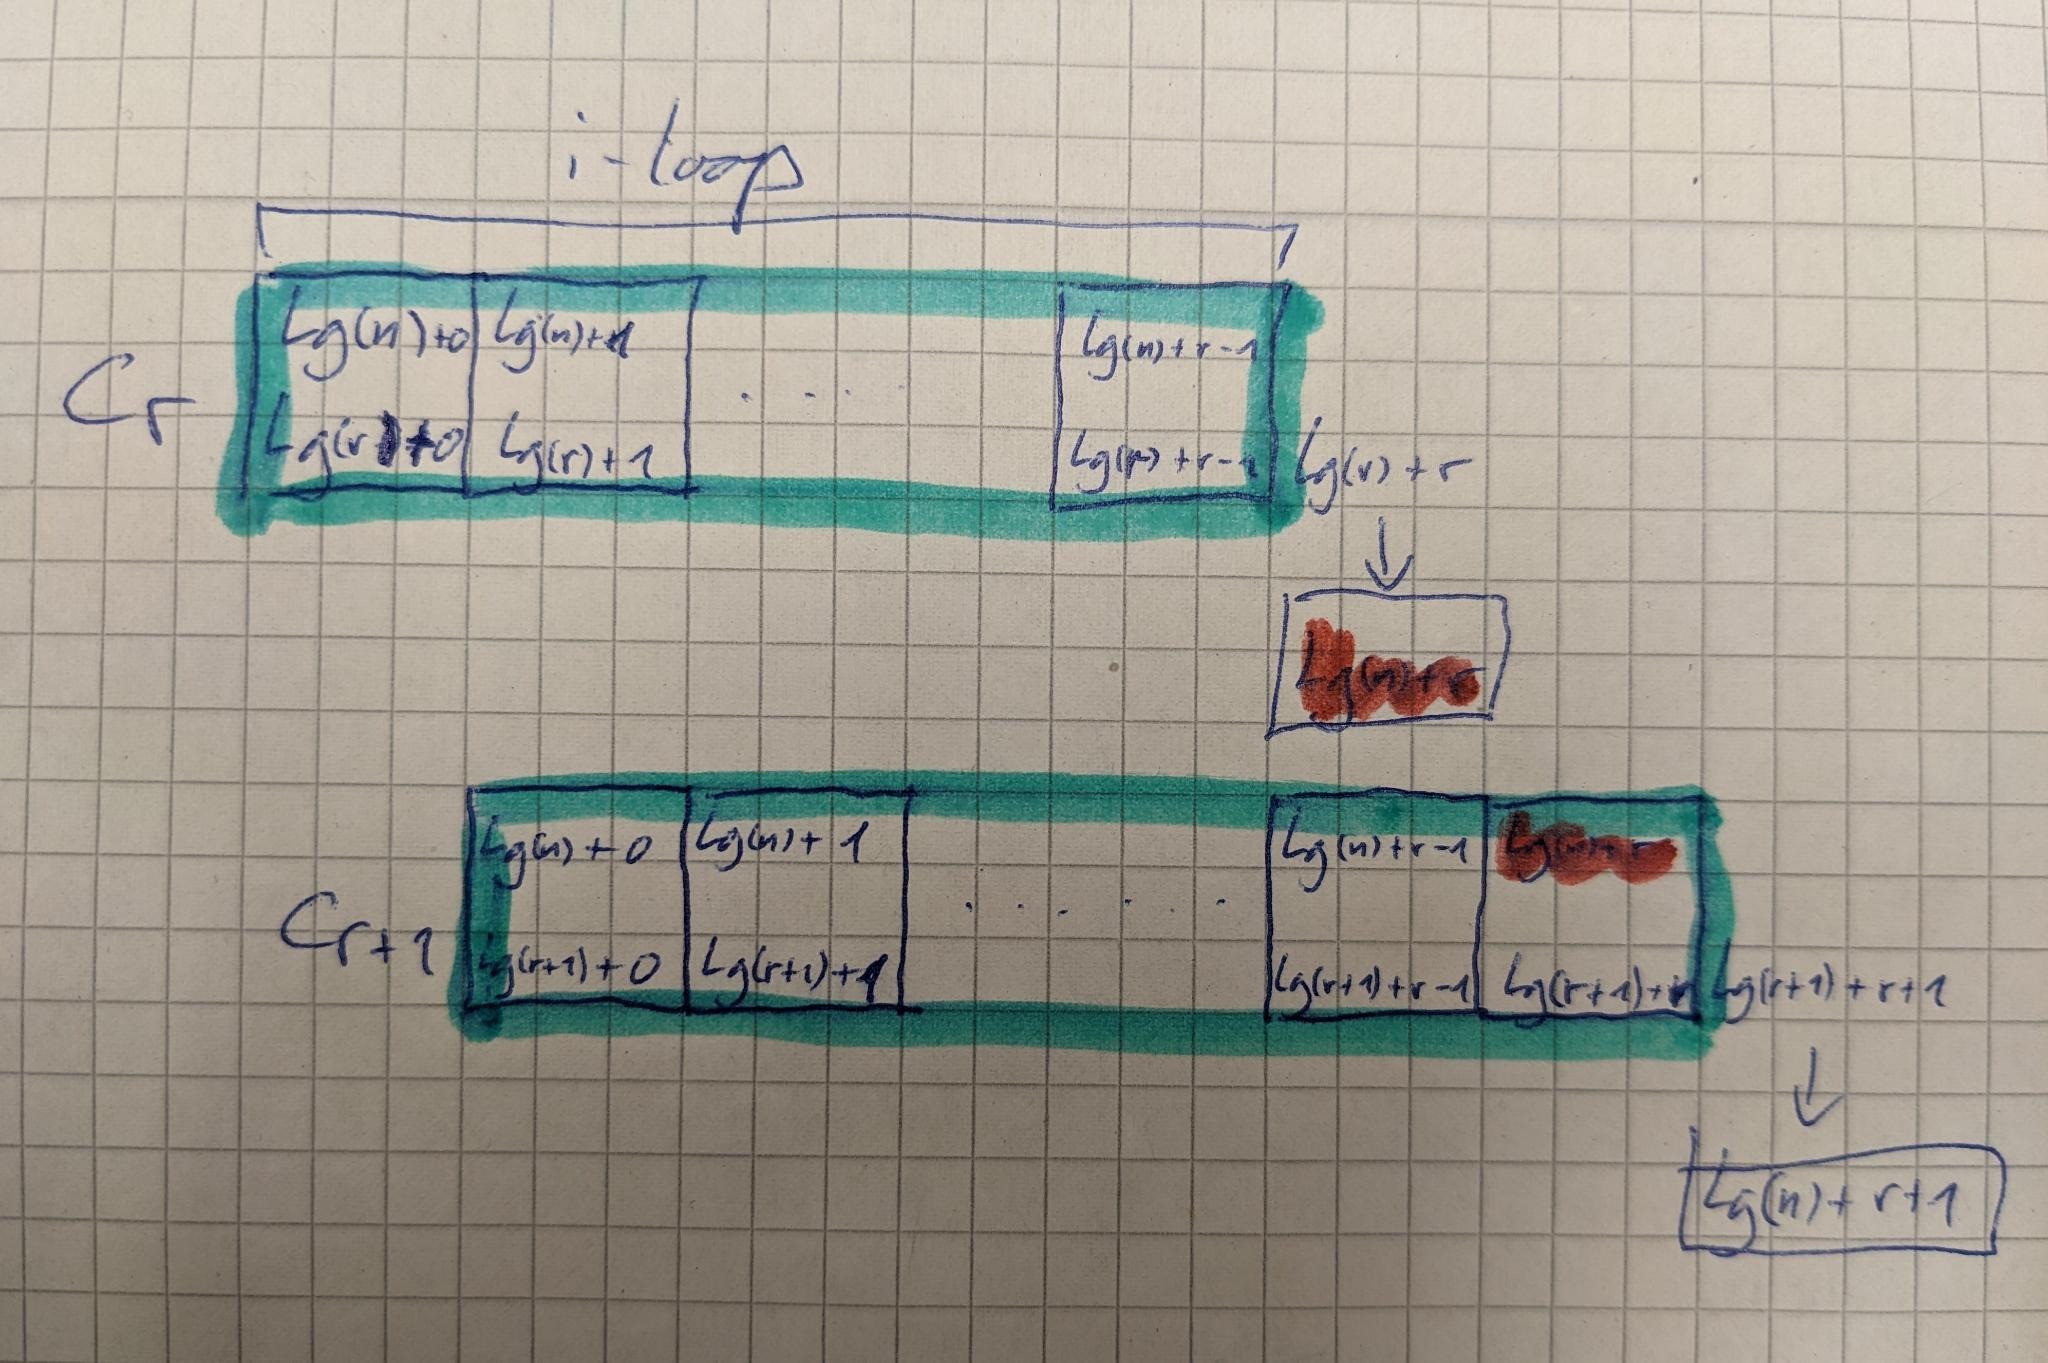 i-loop
Lg(n)+0 Lg(n)+1 Lg(n)+r-1
Cr . . . .
Lg(r)+0 Lg(r)+1 Lg(r)+r-1 Lg(r)+r
↓
Lg(n)+r
Lg(n)+0 Lg(n)+1 Lg(n)+r-1 Lg(n)+r
Cr+1 . . . . . .
Lg(r+1)+0 Lg(r+1)+1 Lg(r+1)+r-1 Lg(r+1)+r Lg(r+1)+r+1
↓
Lg(n)+r+1